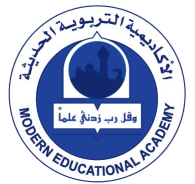 الأكاديمية التربوية الحديثة
وقل رب زدني علماً
MODERN EDUCATIONAL ACADEMY